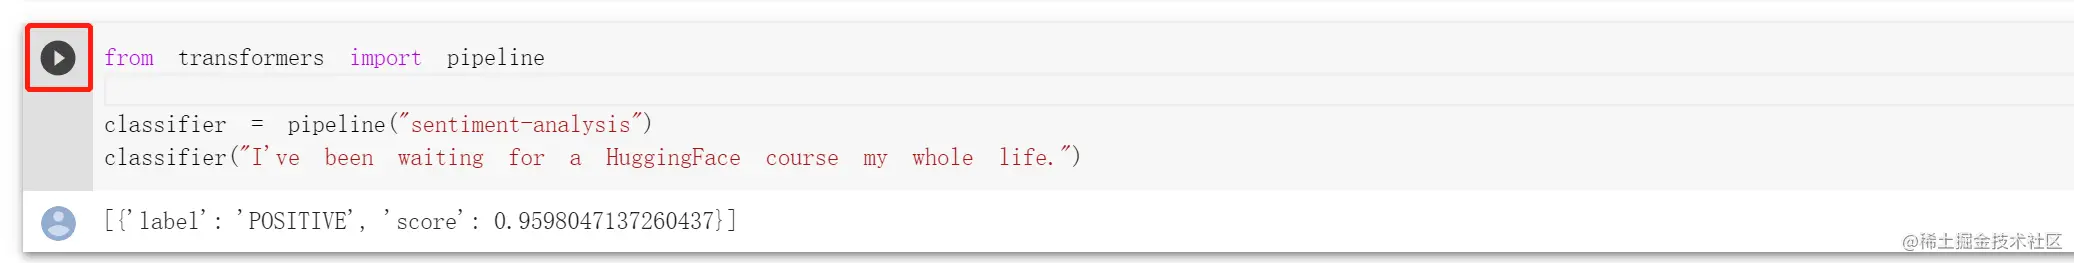 from transformers import pipeline
classifier = pipeline("sentiment-analysis")
classifier("I've been waiting for a HuggingFace course my whole life.")
[{'label': 'POSITIVE', 'score': 0.9598047137260437}]
@稀土掘金技术社区